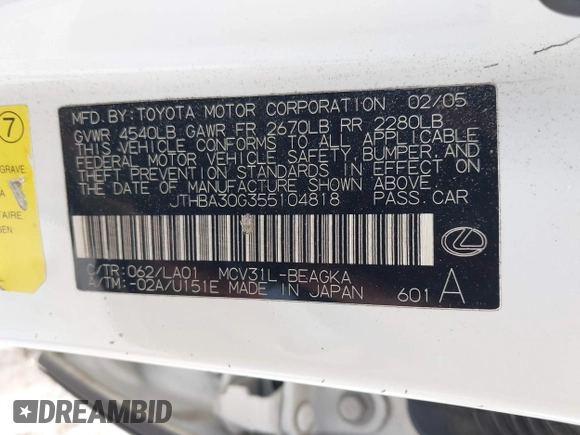 MFD. BY: TOYOTA MOTOR CORPORATION 02/05
GVWR 4540LB GAWR FR 2670LB RR 2280LB
THIS VEHICLE CONFORMS TO ALL APPLICABLE
FEDERAL MOTOR VEHICLE SAFETY, BUMPER, AND
THEFT PREVENTION STANDARDS IN EFFECT ON
THE DATE OF MANUFACTURE SHOWN ABOVE.
JTHBA30G355104818 PASS. CAR
C/TR: 062/LA01 MCV31L-BEAGKA
A/TM: -02A/U151E MADE IN JAPAN 601 A
7
GRAVE
TAIRE
EN:
DREAMBID